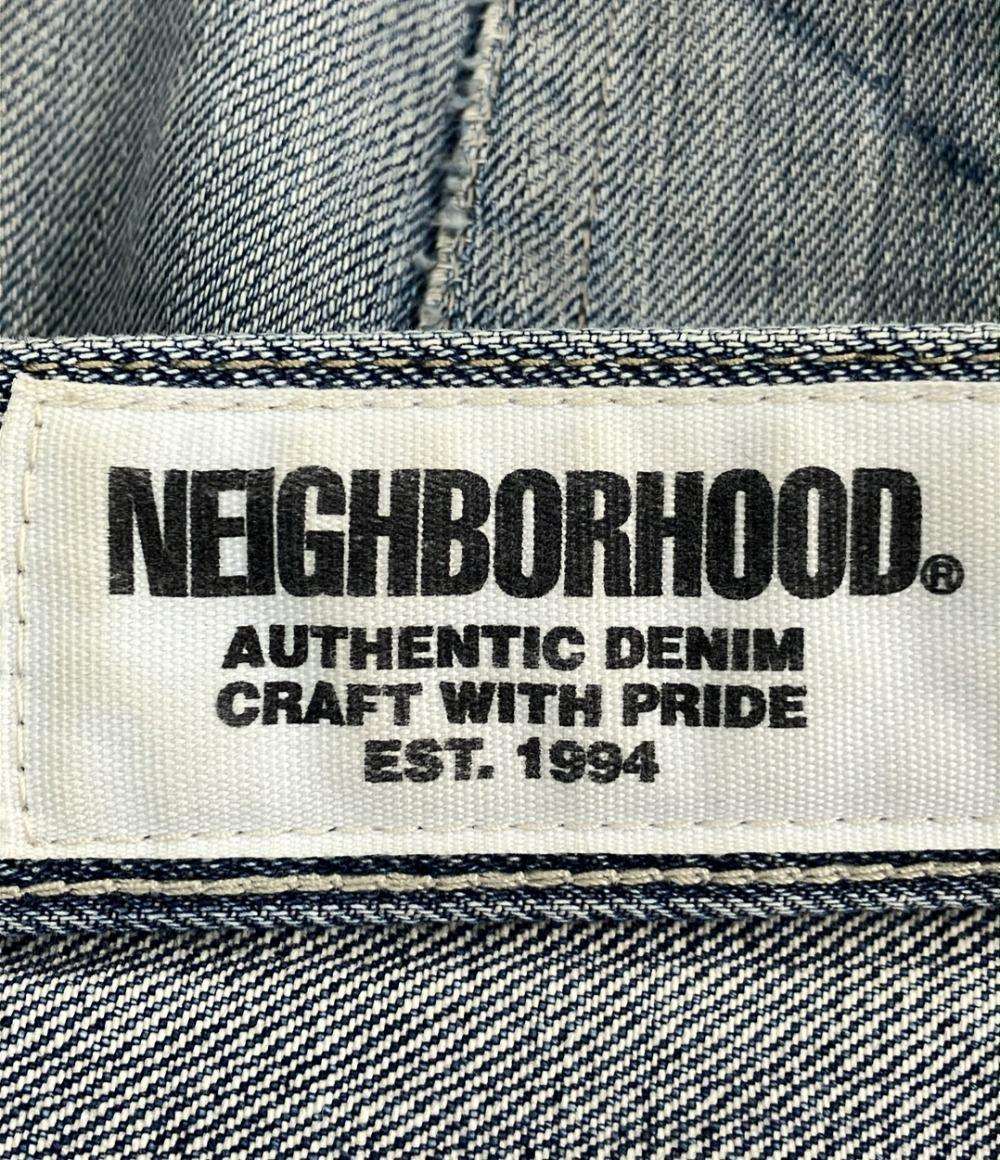 NEIGHBORHOOD®
AUTHENTIC DENIM
CRAFT WITH PRIDE
EST. 1994